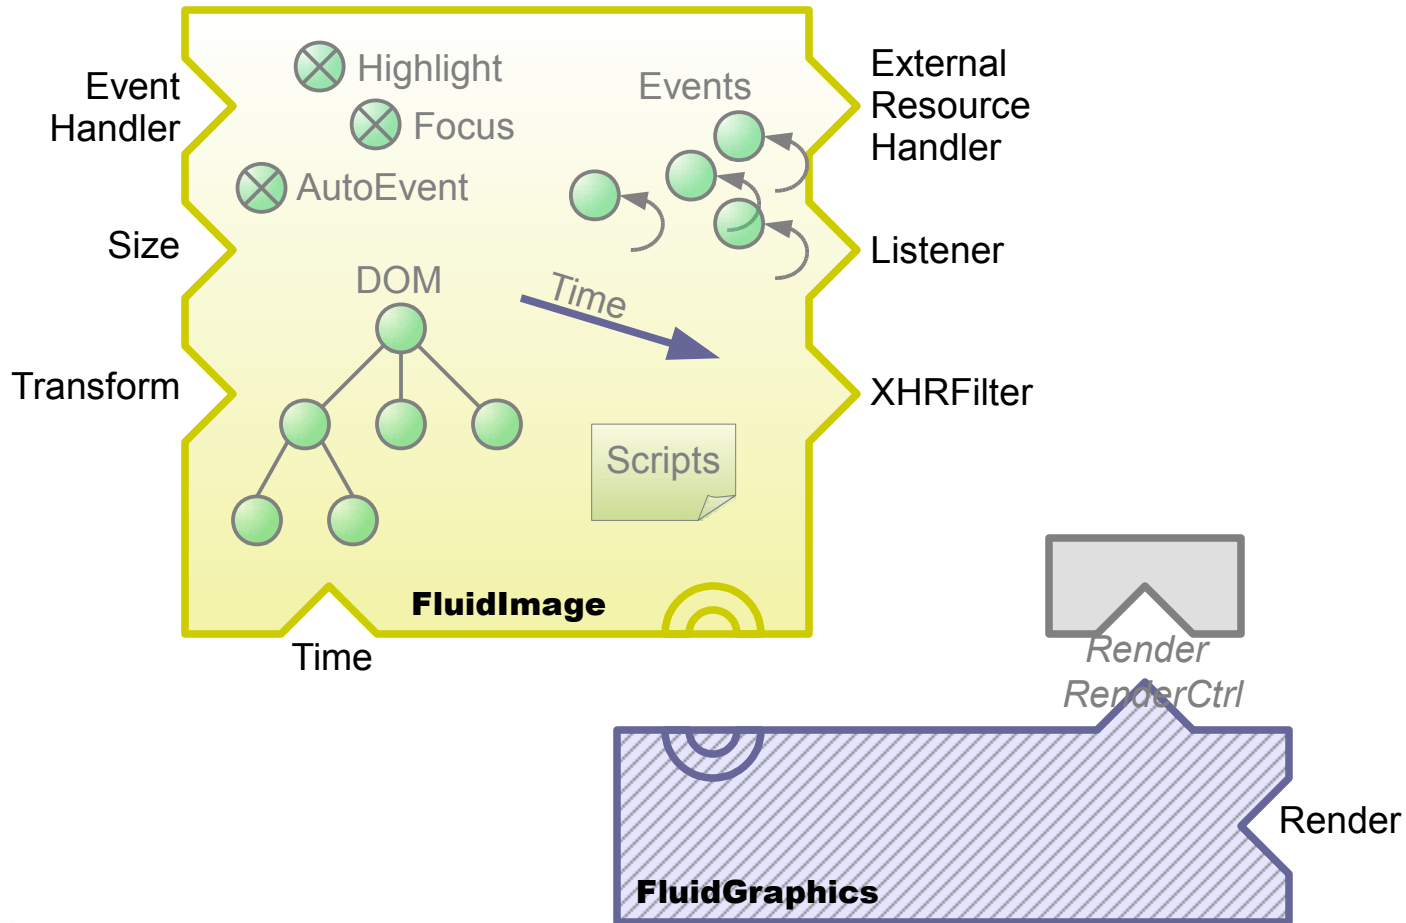 Event
Handler
Size
Transform
Highlight
Focus
AutoEvent
Events
DOM
Time
Scripts
FluidImage
Time
External
Resource
Handler
Listener
XHRFilter
Render
RenderCtrl
Render
FluidGraphics